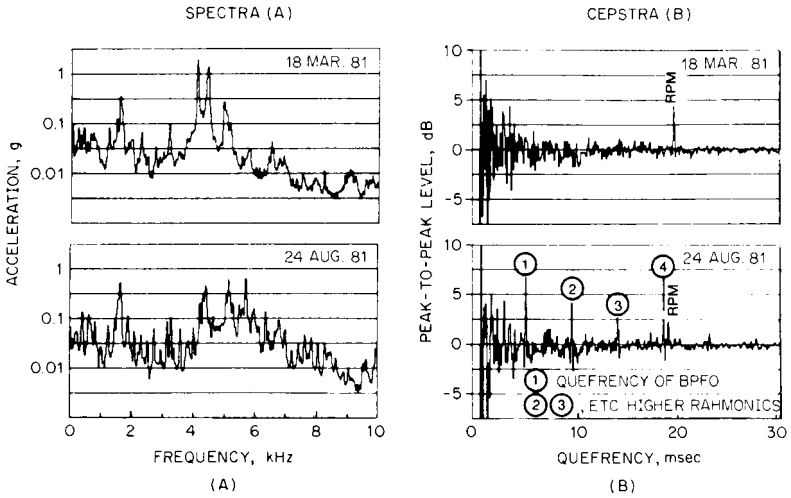 SPECTRA (A)
18 MAR. 81
1
0.1
0.01
24 AUG. 81
1
0.1
0.01
ACCELERATION, g
0 2 4 6 8 10
FREQUENCY, kHz
(A)
CEPSTRA (B)
10
5
0
-5
18 MAR. 81
RPM
10
5
0
-5
24 AUG. 81
1
2
3
4
RPM
1 QUEFRENCY OF BPFO
2 3, ETC HIGHER RAHMONICS
PEAK-TO-PEAK LEVEL, dB
0 10 20 30
QUEFRENCY, msec
(B)